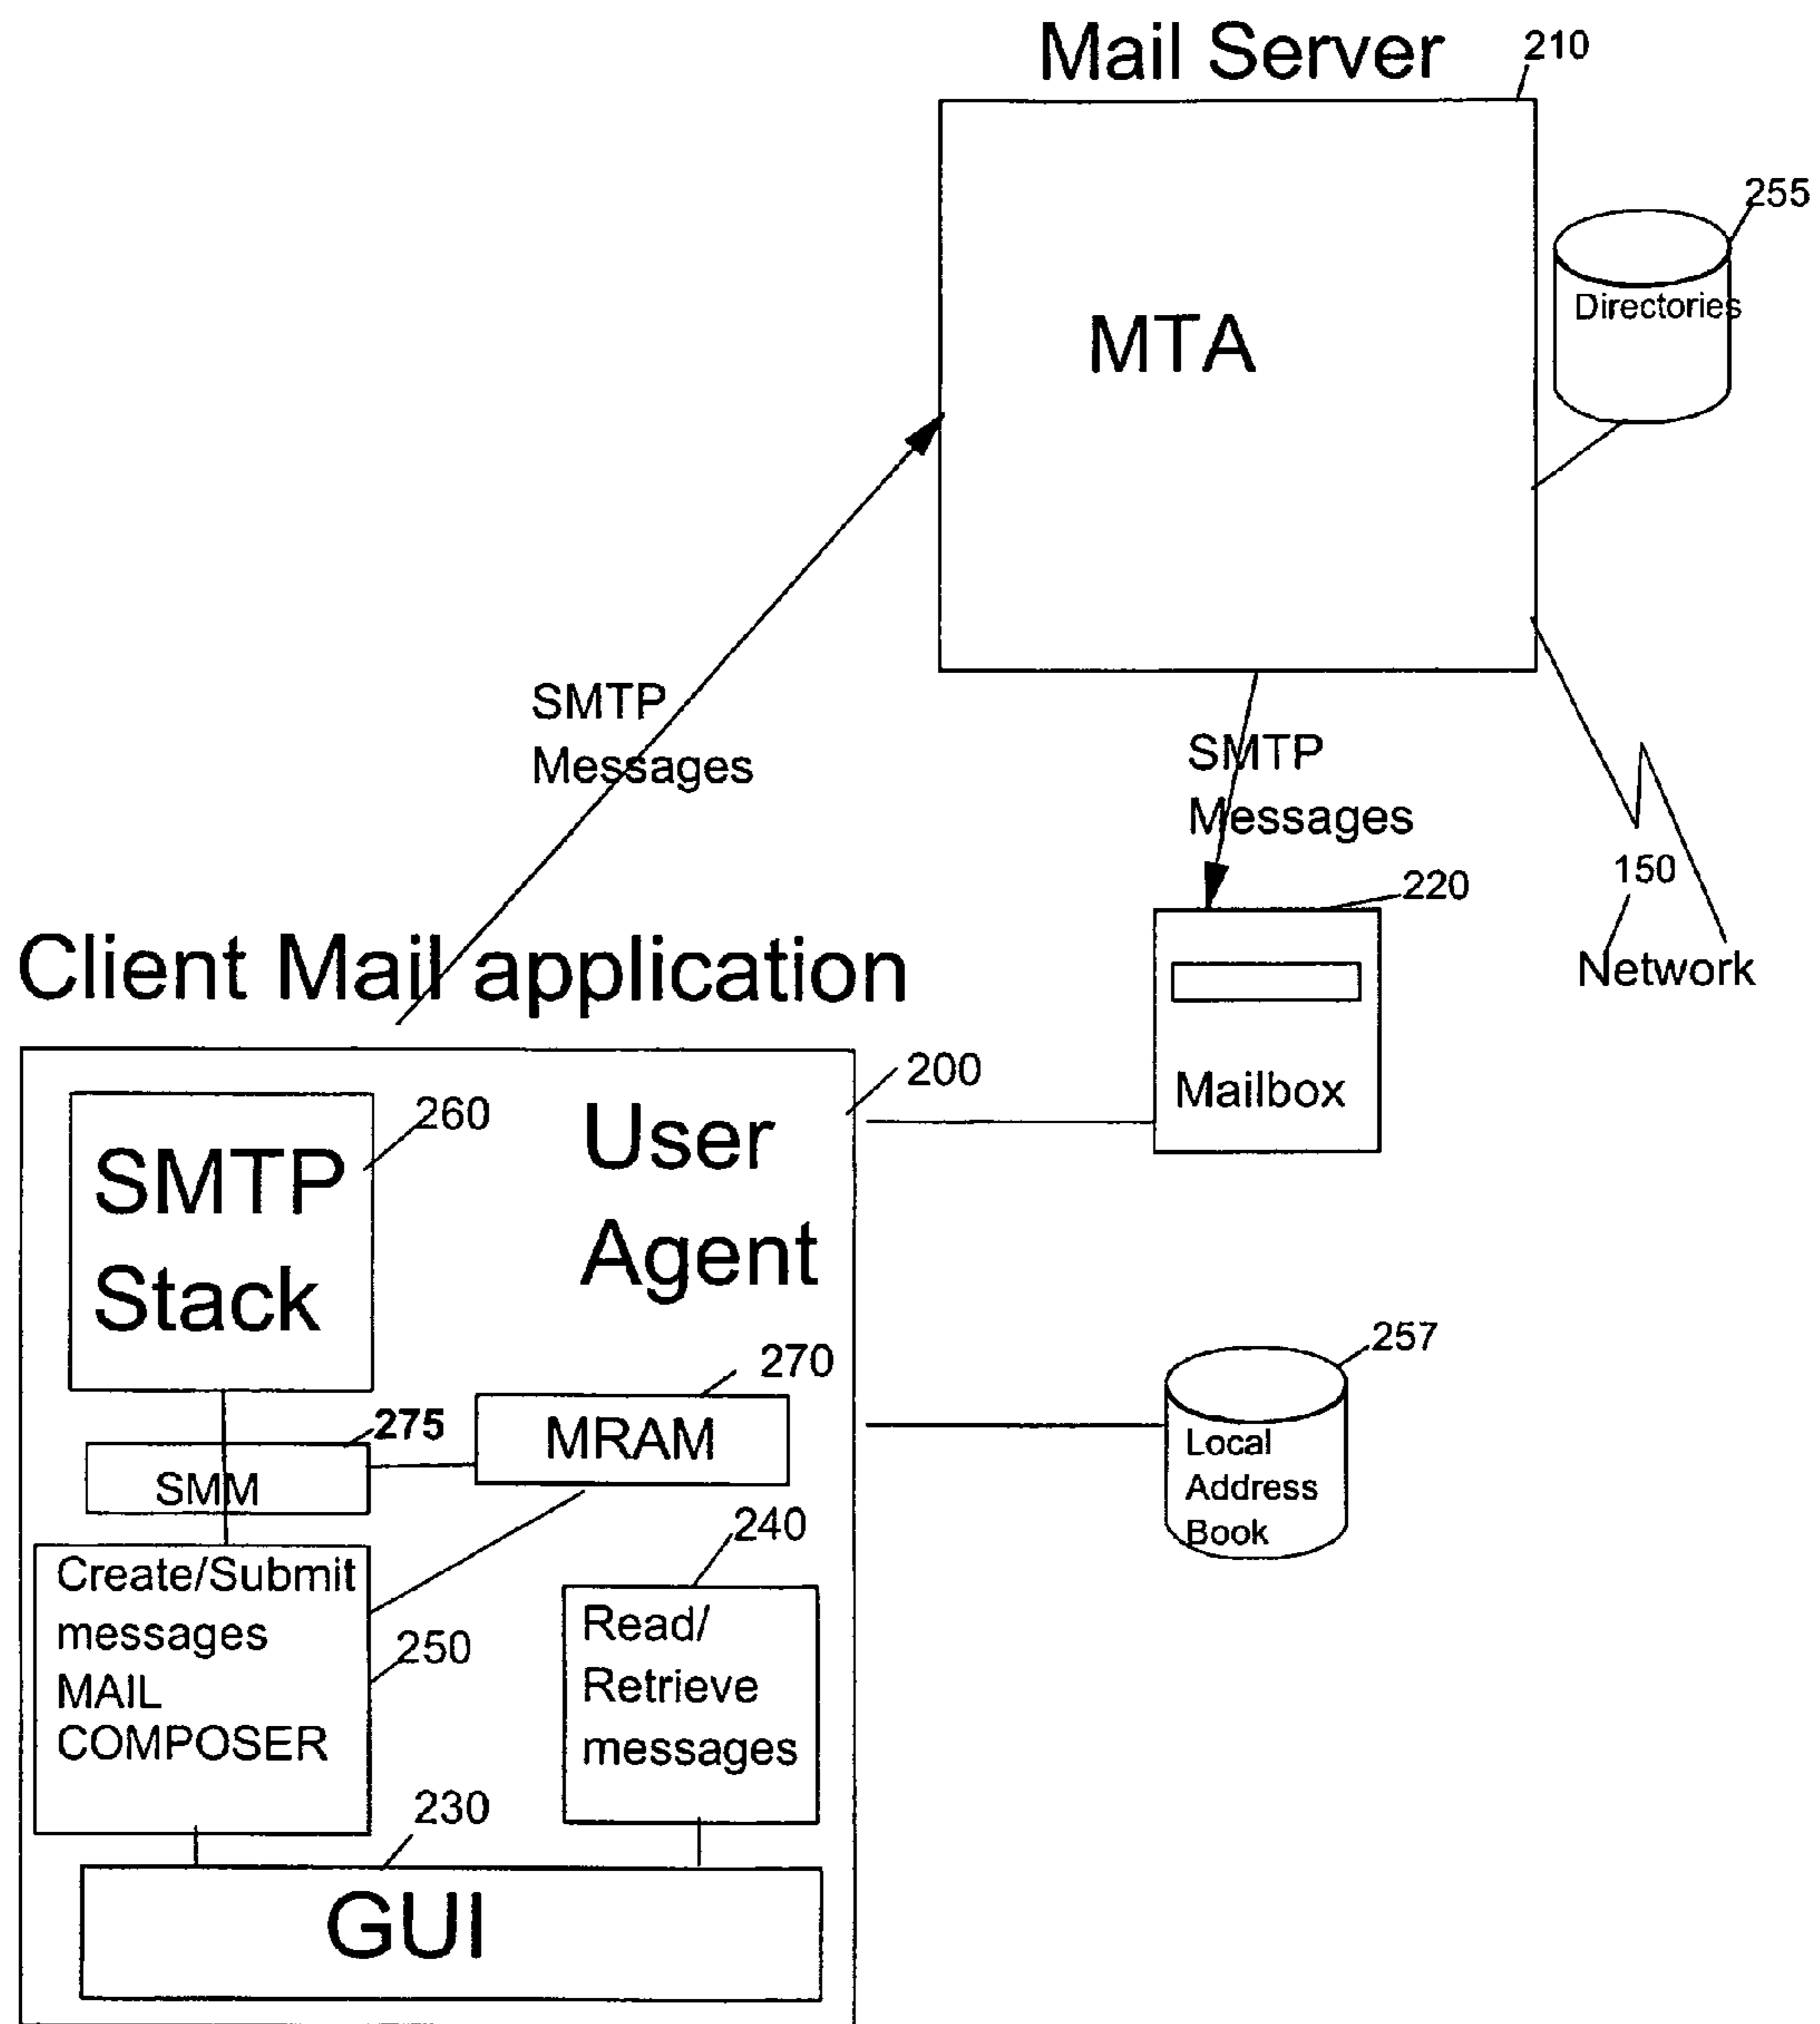 Mail Server
210
255
Directories
MTA
SMTP
Messages
SMTP
Messages
220
150
Network
Client Mail application
200
Mailbox
260
User
Agent
SMTP
Stack
257
270
275
MRAM
Local
Address
Book
SMM
240
Create/Submit
messages
MAIL
COMPOSER
250
Read/
Retrieve
messages
230
GUI